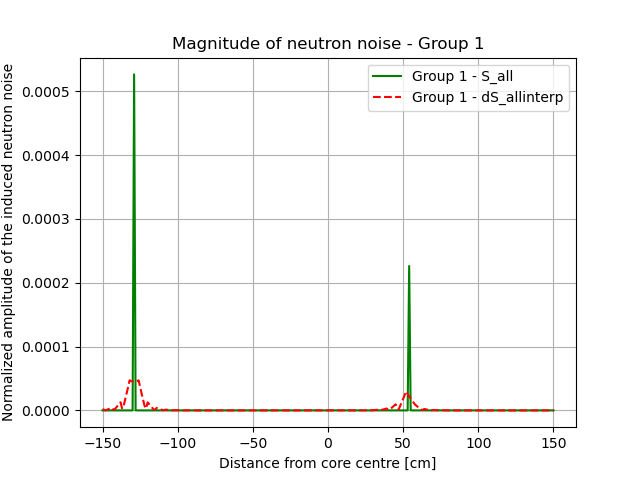 Magnitude of neutron noise - Group 1
Group 1 - S_all
Group 1 - dS_allinterp
Normalized amplitude of the induced neutron noise
0.0005
0.0004
0.0003
0.0002
0.0001
0.0000
−150 −100 −50 0 50 100 150
Distance from core centre [cm]